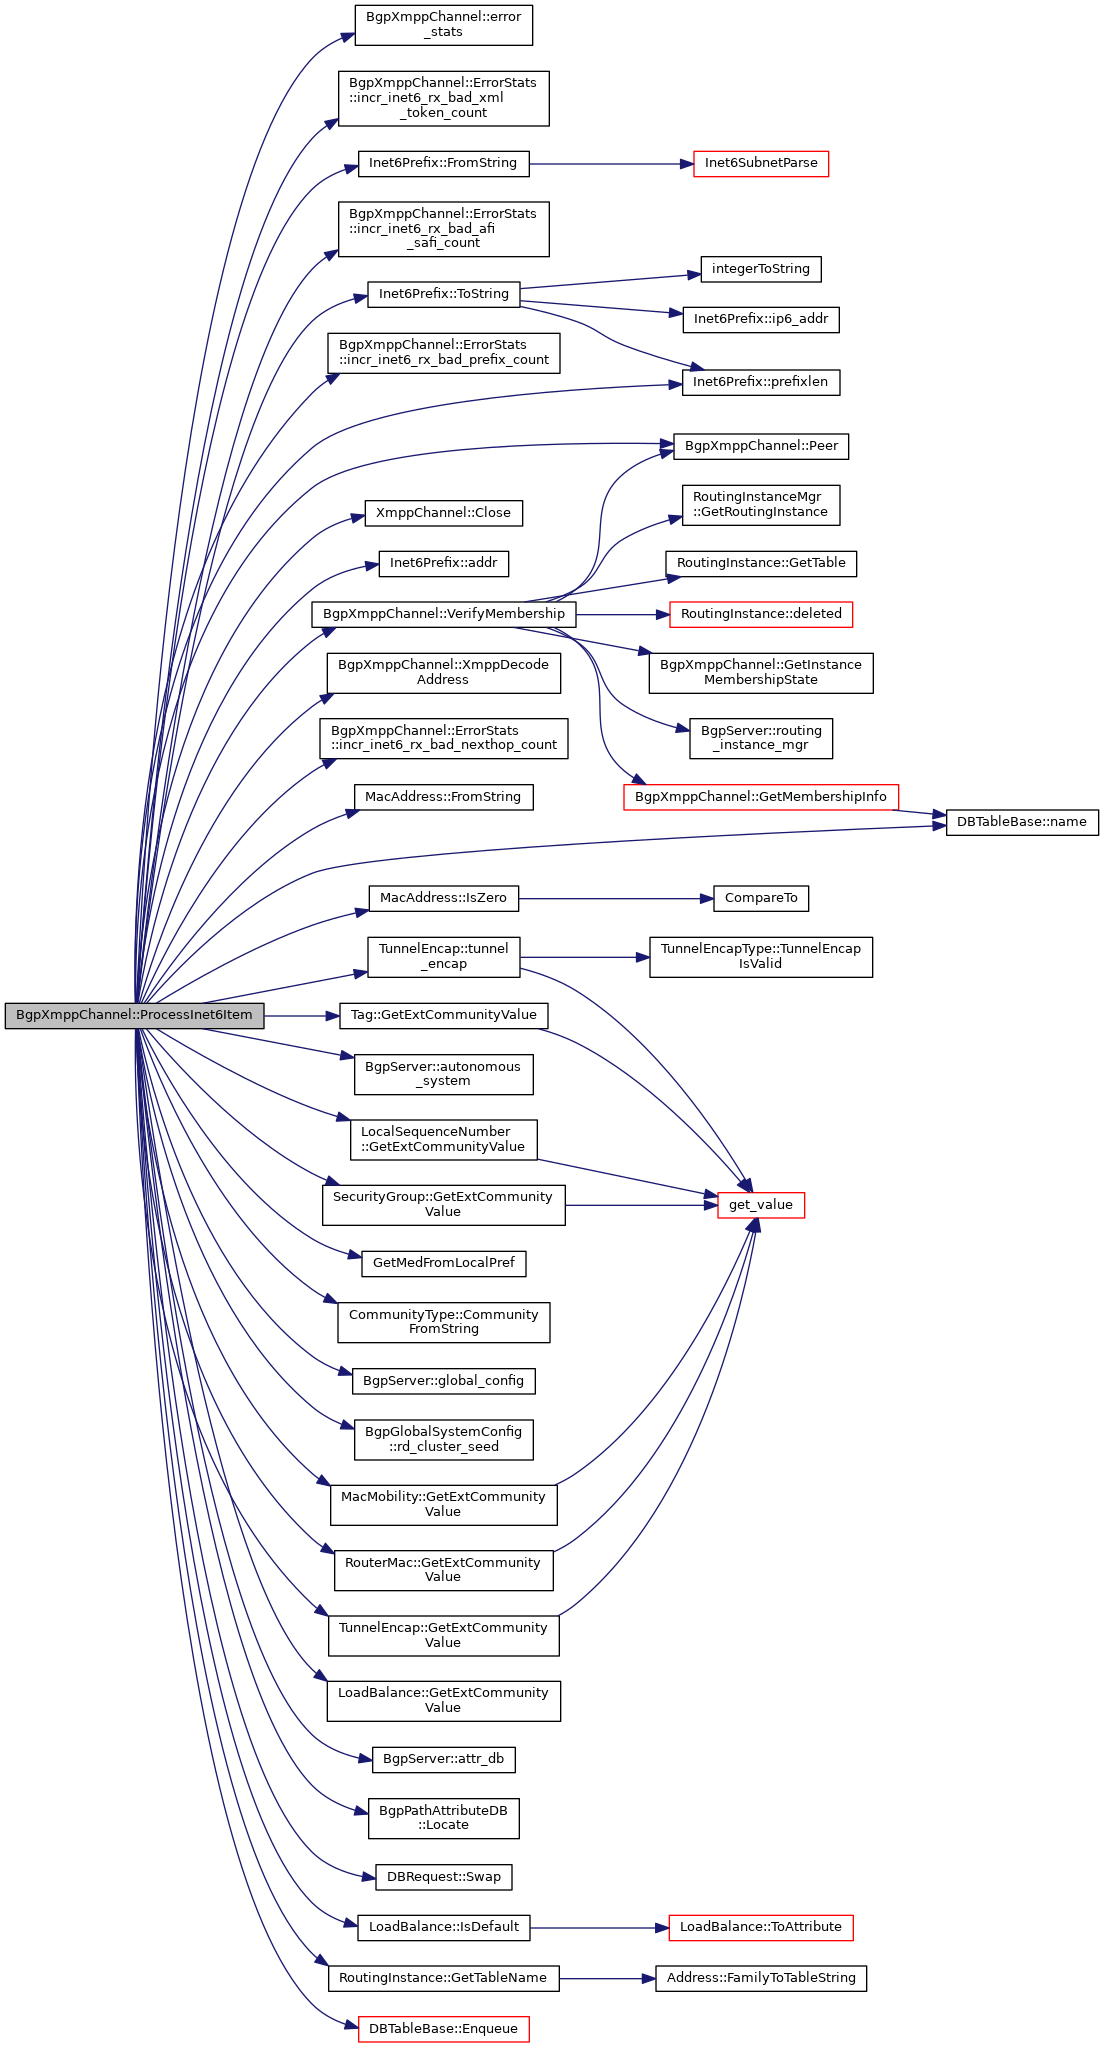 BgpXmppChannel::error
_stats
BgpXmppChannel::ErrorStats
::incr_inet6_rx_bad_xml
_token_count
Inet6Prefix::FromString
Inet6SubnetParse
BgpXmppChannel::ErrorStats
::incr_inet6_rx_bad_afi
_safi_count
integerToString
Inet6Prefix::ToString
Inet6Prefix::ip6_addr
BgpXmppChannel::ErrorStats
::incr_inet6_rx_bad_prefix_count
Inet6Prefix::prefixlen
BgpXmppChannel::Peer
RoutingInstanceMgr
::GetRoutingInstance
XmppChannel::Close
Inet6Prefix::addr
RoutingInstance::GetTable
BgpXmppChannel::VerifyMembership
RoutingInstance::deleted
BgpXmppChannel::XmppDecode
Address
BgpXmppChannel::GetInstance
MembershipState
BgpXmppChannel::ErrorStats
::incr_inet6_rx_bad_nexthop_count
BgpServer::routing
_instance_mgr
MacAddress::FromString
BgpXmppChannel::GetMembershipInfo
DBTableBase::name
MacAddress::IsZero
CompareTo
TunnelEncap::tunnel
_encap
TunnelEncapType::TunnelEncap
IsValid
BgpXmppChannel::ProcessInet6Item
Tag::GetExtCommunityValue
BgpServer::autonomous
_system
LocalSequenceNumber
::GetExtCommunityValue
SecurityGroup::GetExtCommunity
Value
get_value
GetMedFromLocalPref
CommunityType::Community
FromString
BgpServer::global_config
BgpGlobalSystemConfig
::rd_cluster_seed
MacMobility::GetExtCommunity
Value
RouterMac::GetExtCommunity
Value
TunnelEncap::GetExtCommunity
Value
LoadBalance::GetExtCommunity
Value
BgpServer::attr_db
BgpPathAttributeDB
::Locate
DBRequest::Swap
LoadBalance::IsDefault
LoadBalance::ToAttribute
RoutingInstance::GetTableName
Address::FamilyToTableString
DBTableBase::Enqueue